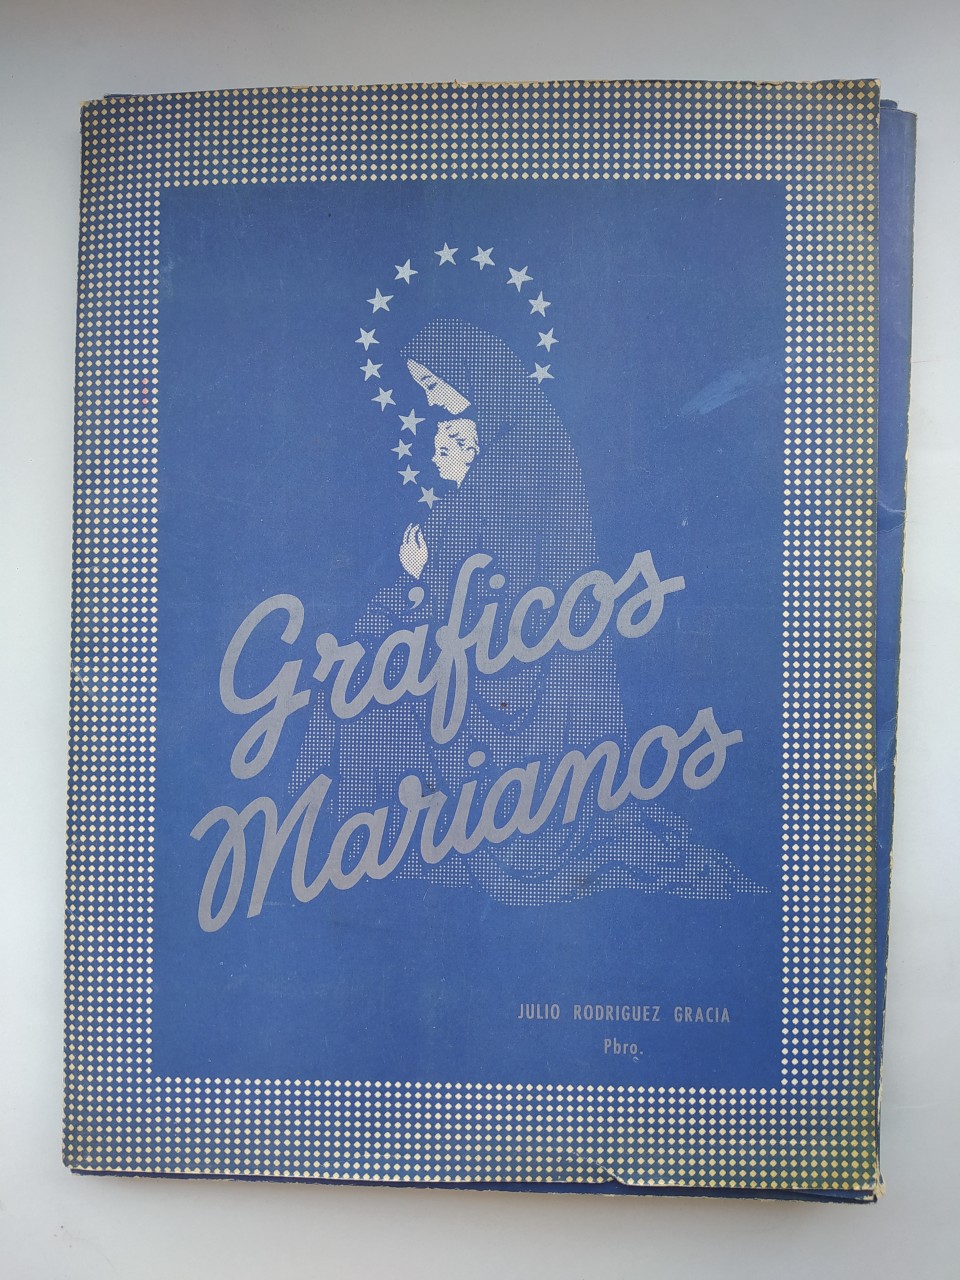 Gráficos
Marianos
JULIO RODRIGUEZ GRACIA
Pbro.